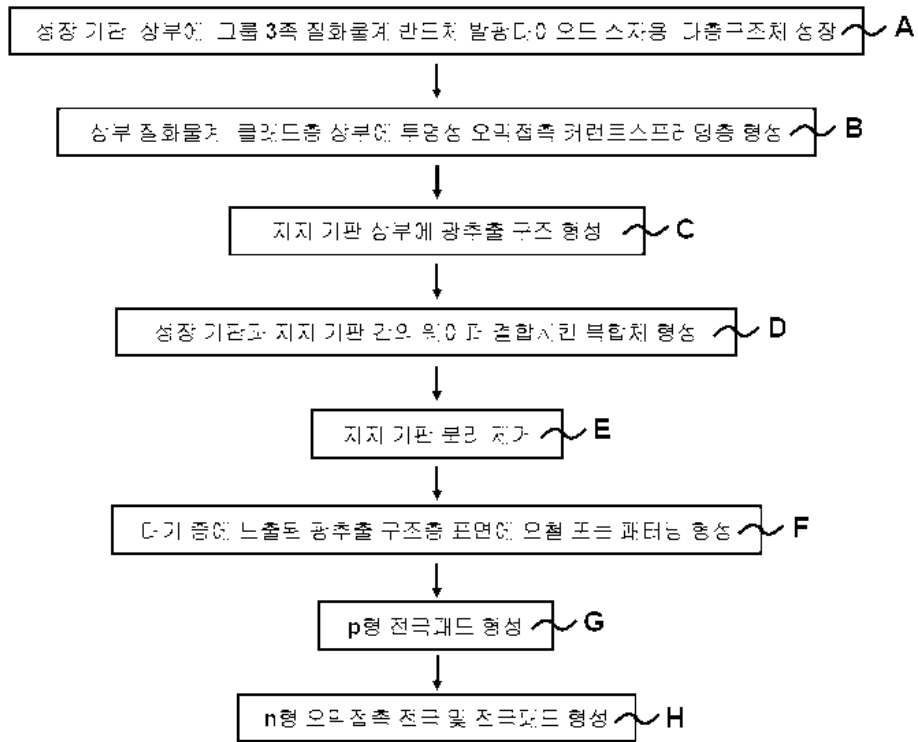 성장 기판 상부에 그룹 3족 질화물계 반도체 발광다이오드 소자용 다층구조체 성장 A
상부 질화물계 클래드층 상부에 투명성 오믹접촉 커런트스프레딩층 형성 B
지지 기판 상부에 광추출 구조 형성 C
성장 기판과 지지 기판 간의 웨이퍼 결합시킨 복합체 형성 D
지지 기판 분리 제거 E
대기 중에 노출된 광추출 구조층 표면에 요철 또는 패터닝 형성 F
p형 전극패드 형성 G
n형 오믹접촉 전극 및 전극패드 형성 H